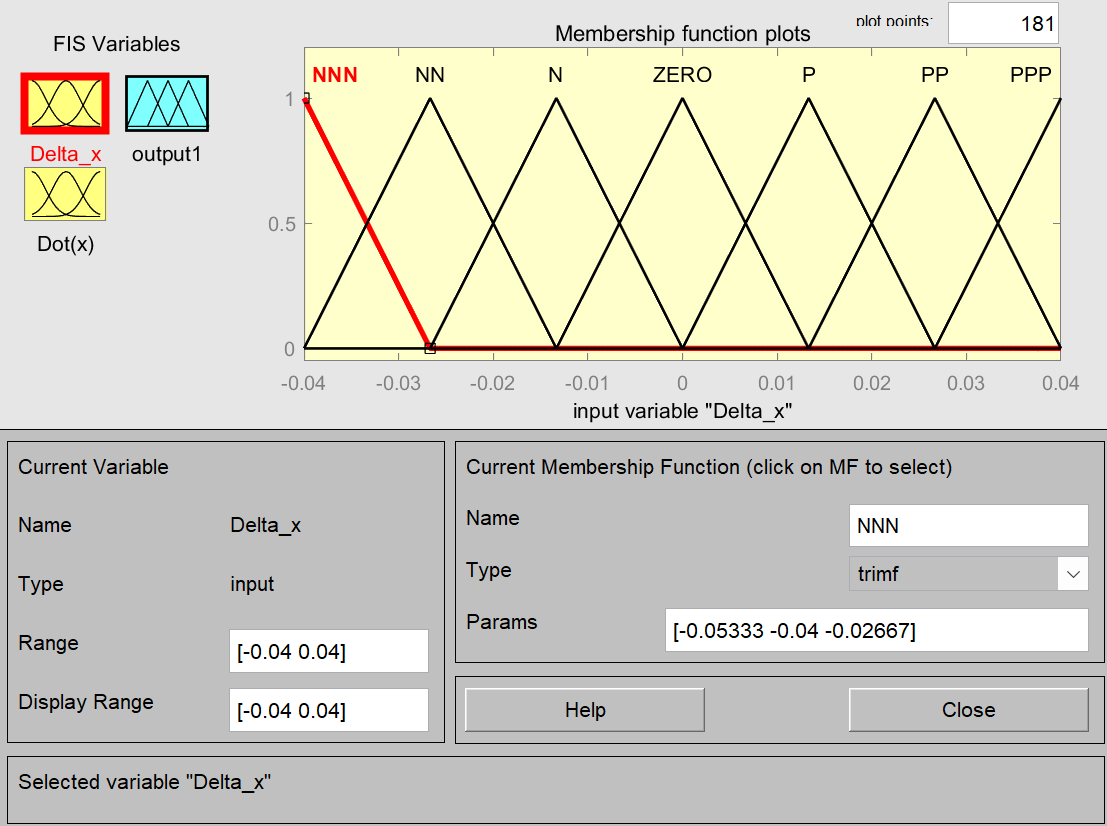 FIS Variables
Delta_x
output1
Dot(x)
Membership function plots
plot points:
181
NNN
NN
N
ZERO
P
PP
PPP
1
0.5
0
-0.04
-0.03
-0.02
-0.01
0
0.01
0.02
0.03
0.04
input variable "Delta_x"
Current Variable
Name
Delta_x
Type
input
Range
[-0.04 0.04]
Display Range
[-0.04 0.04]
Current Membership Function (click on MF to select)
Name
NNN
Type
trimf
Params
[-0.05333 -0.04 -0.02667]
Help
Close
Selected variable "Delta_x"